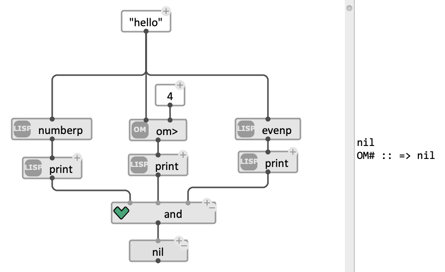 "hello"
4
LISP numberp
OM om>
LISP evenp
LISP print
LISP print
LISP print
and
nil
nil
OM# :: => nil